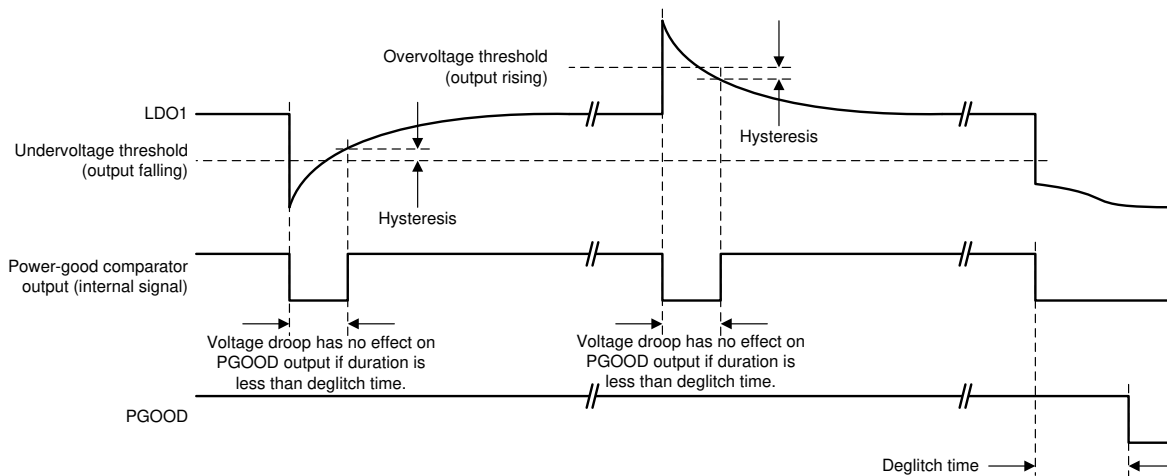 Overvoltage threshold
(output rising)
LDO1
Hysteresis
Undervoltage threshold
(output falling)
Hysteresis
Power-good comparator
output (internal signal)
Voltage droop has no effect on
PGOOD output if duration is
less than deglitch time.
Voltage droop has no effect on
PGOOD output if duration is
less than deglitch time.
PGOOD
Deglitch time